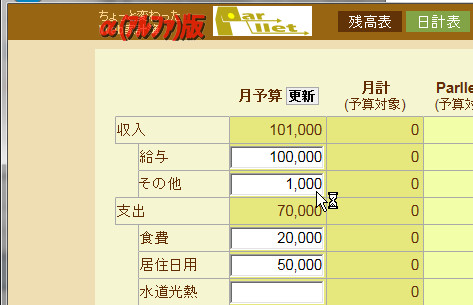 ちょーと変わった
α(アルファ)版
Par
llet
残高表
日計表
月予算 更新
月計
(予算対象)
Parlle
(予算対
収入 101,000 0
給与 100,000 0
その他 1,000 0
支出 70,000 0
食費 20,000 0
居住日用 50,000 0
水道光熱 0